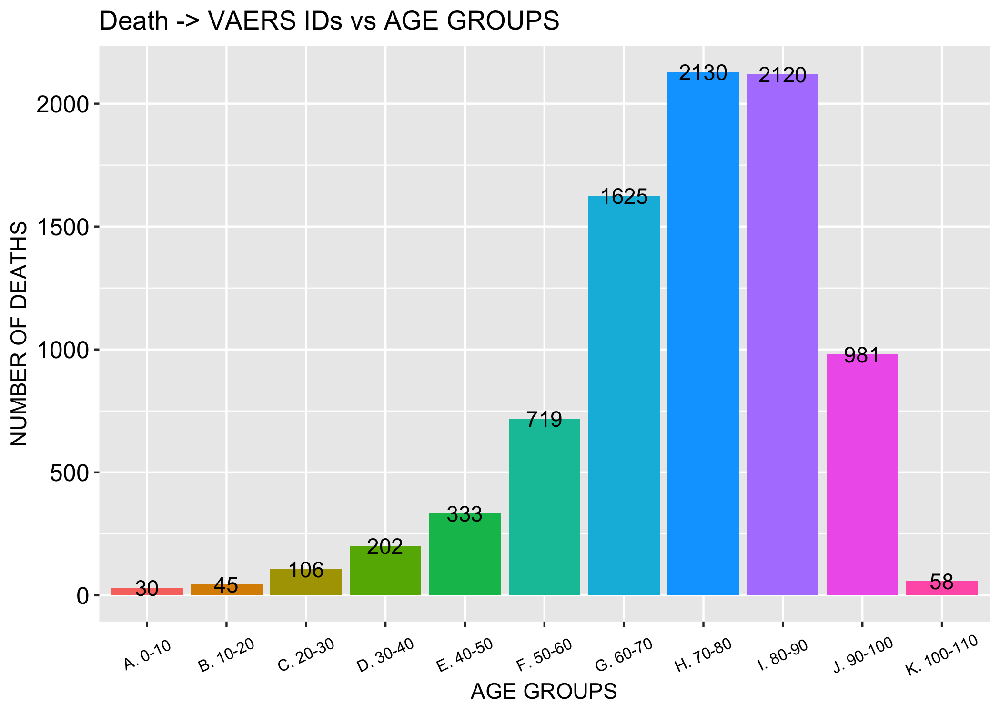 Death -> VAERS IDs vs AGE GROUPS
NUMBER OF DEATHS
2000
1500
1000
500
0
30
45
106
202
333
719
1625
2130
2120
981
58
A. 0-10
B. 10-20
C. 20-30
D. 30-40
E. 40-50
F. 50-60
G. 60-70
H. 70-80
I. 80-90
J. 90-100
K. 100-110
AGE GROUPS